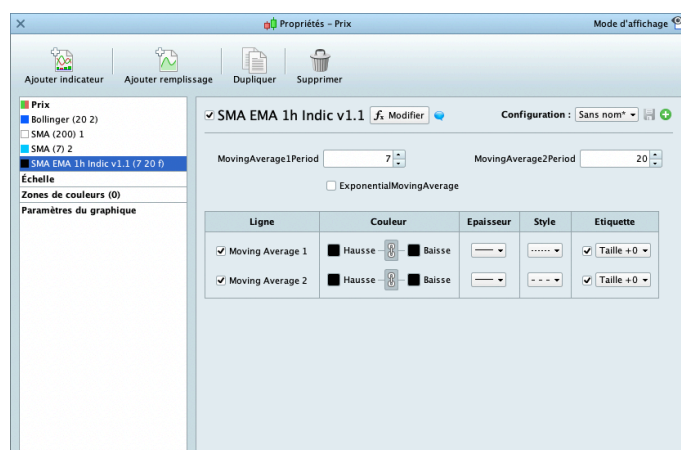 Propriétés – Prix
Mode d'affichage
Ajouter indicateur
Ajouter remplissage
Dupliquer
Supprimer
Prix
Bollinger (20 2)
SMA (200) 1
SMA (7) 2
SMA EMA 1h Indic v1.1 (7 20 f)
Échelle
Zones de couleurs (0)
Paramètres du graphique
SMA EMA 1h Indic v1.1
fx Modifier
Configuration :
Sans nom*
MovingAverage1Period
7
MovingAverage2Period
20
ExponentialMovingAverage
Ligne
Couleur
Epaisseur
Style
Etiquette
Moving Average 1
Hausse
Baisse
Taille +0
Moving Average 2
Hausse
Baisse
Taille +0